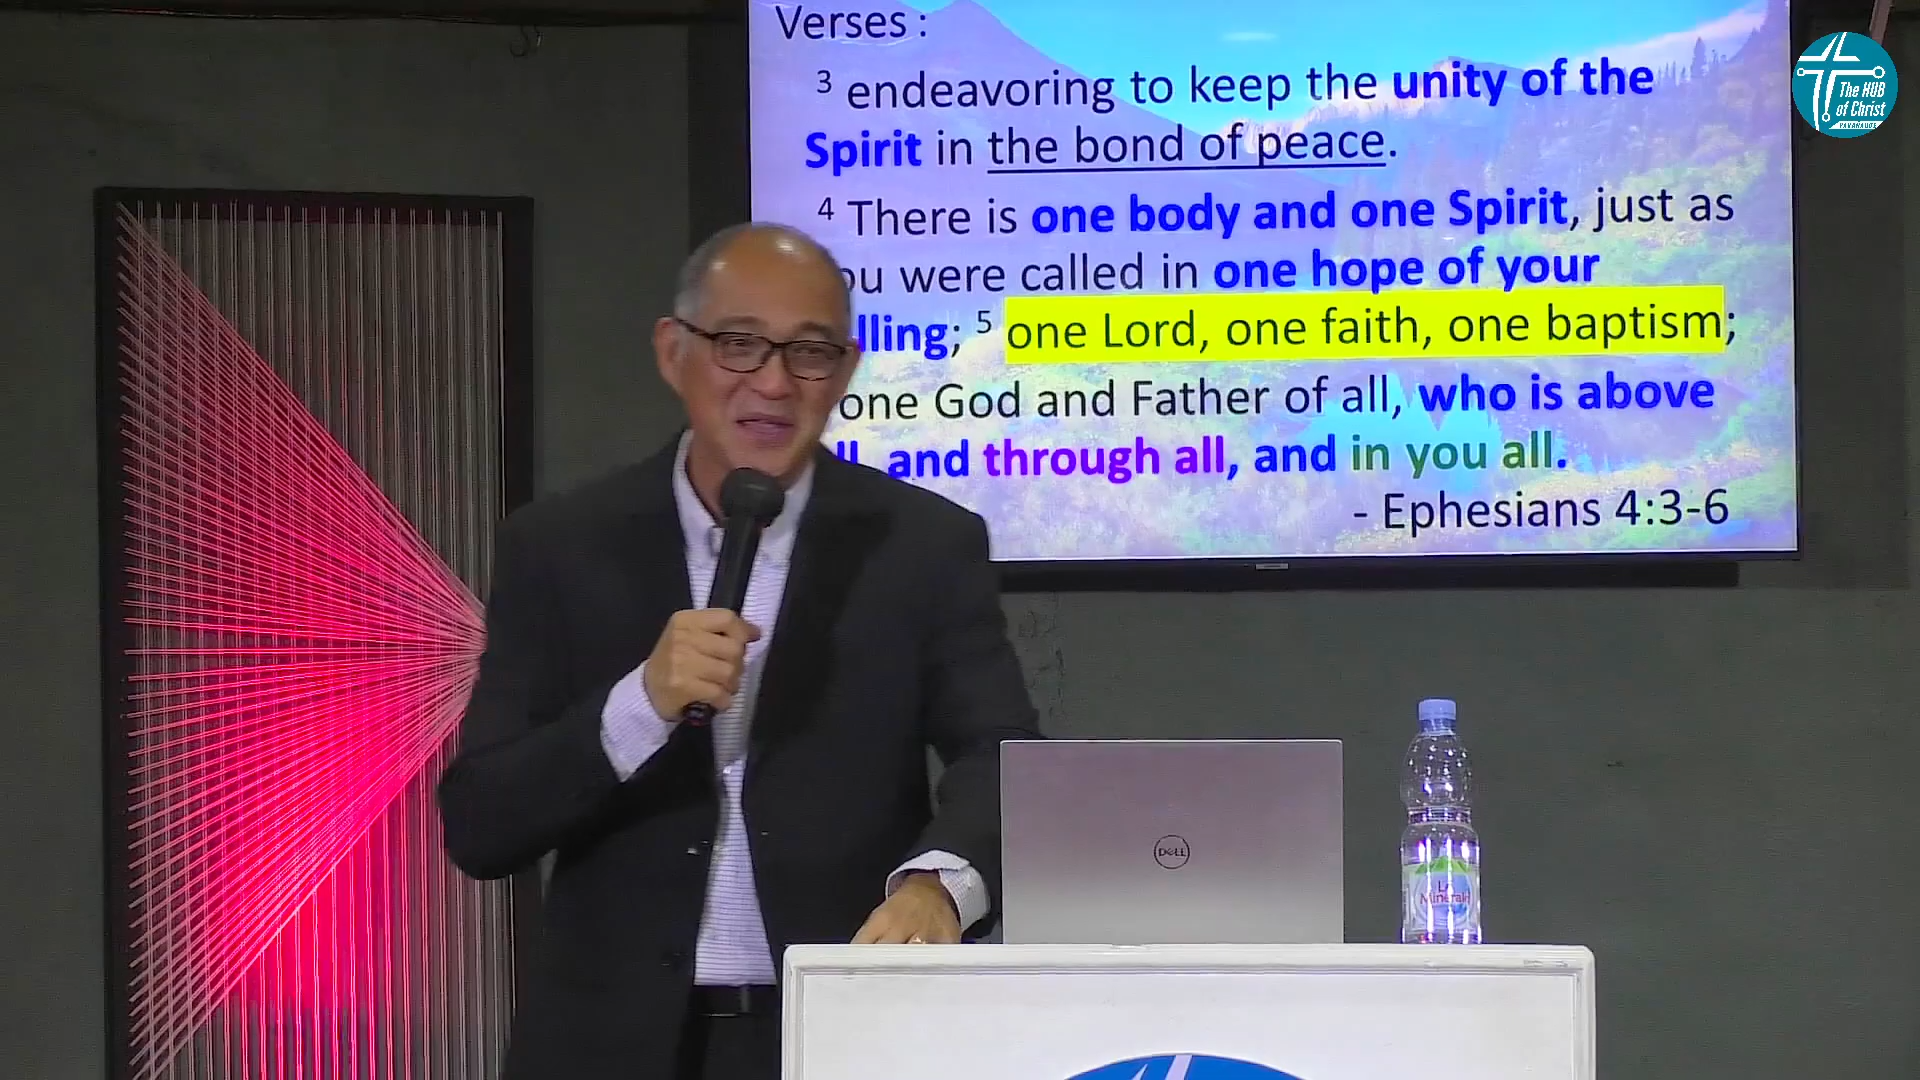 Verses :
3 endeavoring to keep the unity of the
Spirit in the bond of peace.
4 There is one body and one Spirit, just as
were called in one hope of your
; 5 one Lord, one faith, one baptism;
one God and Father of all, who is above
and through all, and in you all.
- Ephesians 4:3-6
The HUB
of Christ
DELL